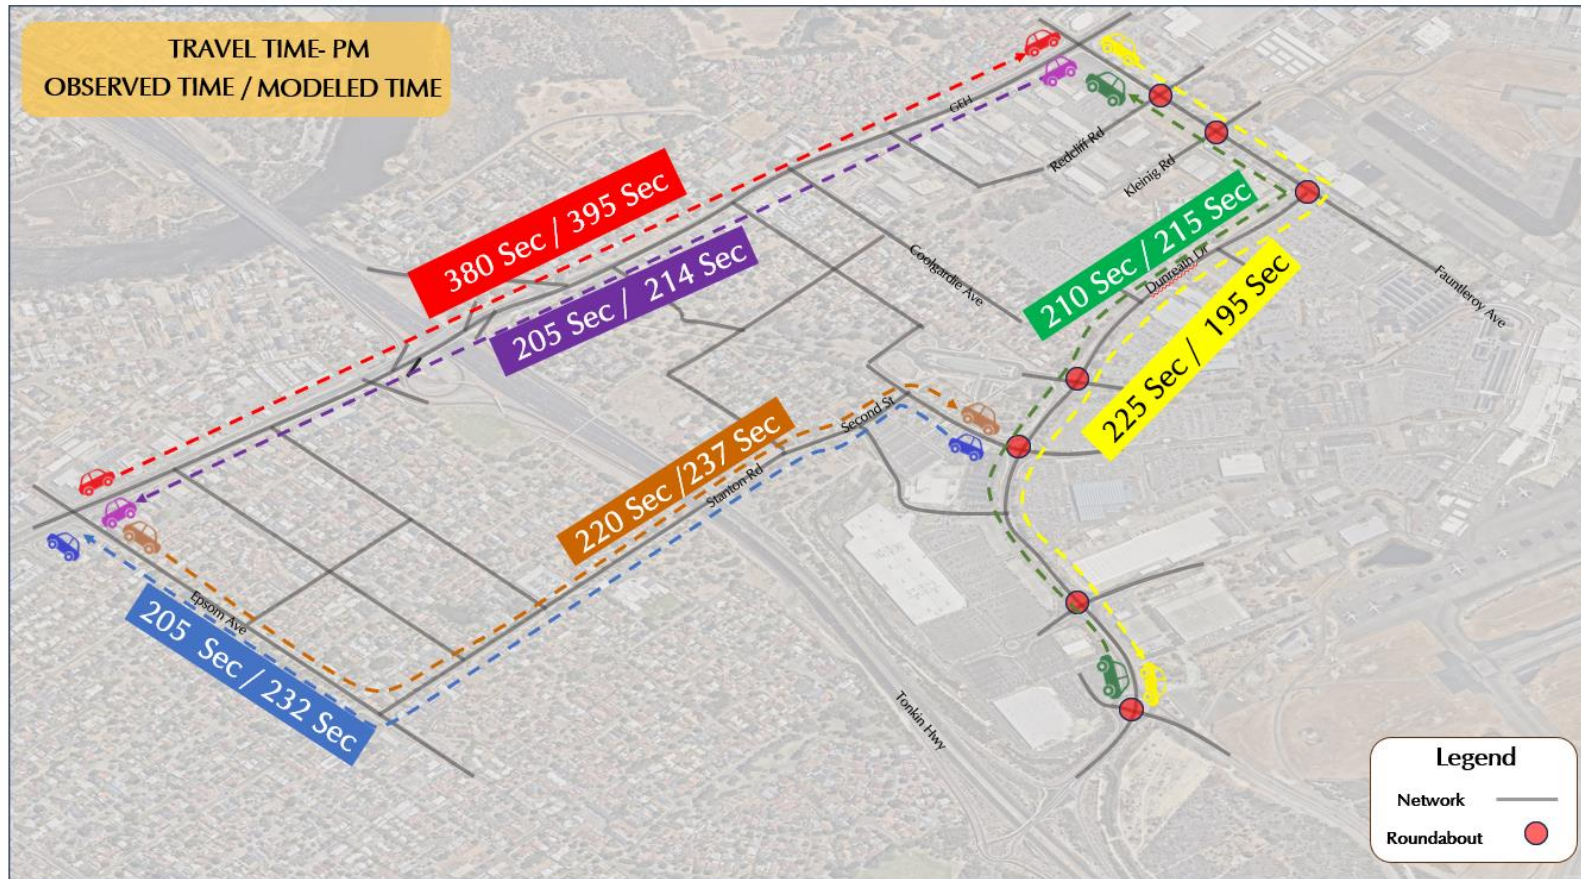 TRAVEL TIME- PM
OBSERVED TIME / MODELED TIME
GEH
Redcliff Rd
Kleinig Rd
380 Sec / 395 Sec
205 Sec / 214 Sec
210 Sec / 215 Sec
Coolgardie Ave
Dunrealn Dr
Fauntleroy Ave
225 Sec / 195 Sec
Second St
220 Sec /237 Sec
Stanton Rd
Epsom Ave
205 Sec / 232 Sec
Tonkin Hwy
Legend
Network
Roundabout